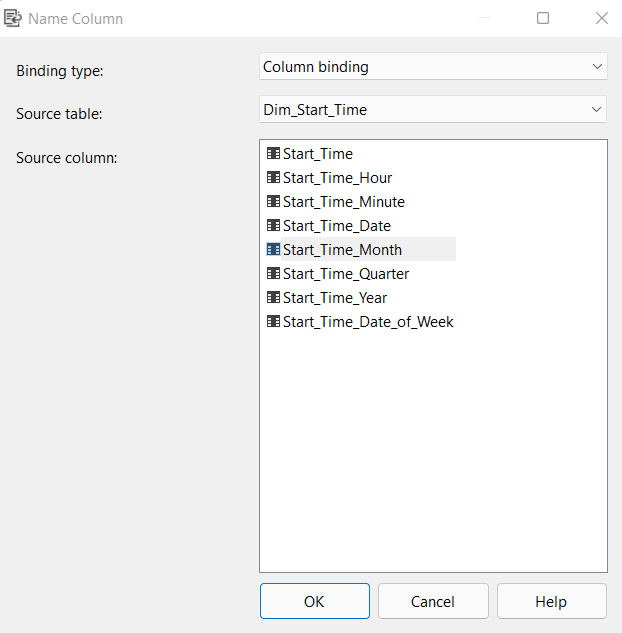 Name Column
Binding type:
Column binding
Source table:
Dim_Start_Time
Source column:
Start_Time
Start_Time_Hour
Start_Time_Minute
Start_Time_Date
Start_Time_Month
Start_Time_Quarter
Start_Time_Year
Start_Time_Date_of_Week
OK
Cancel
Help